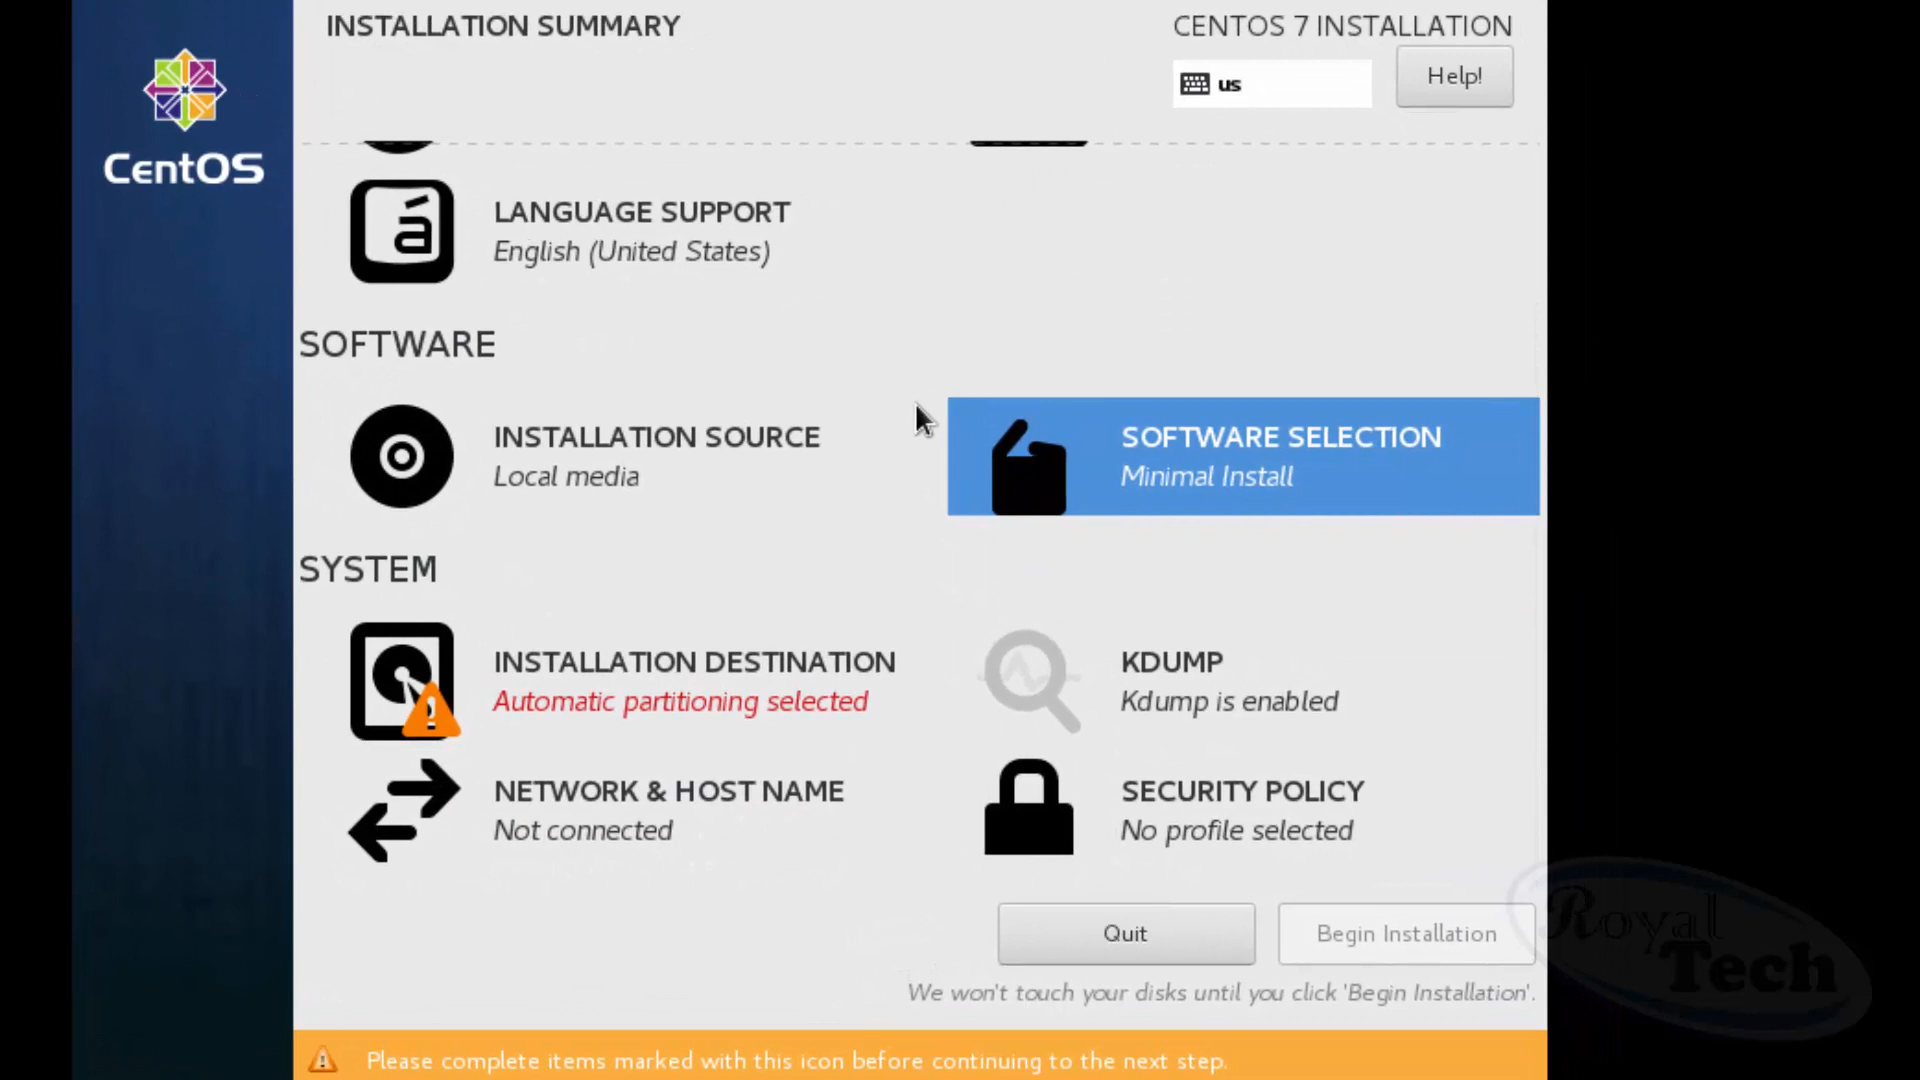 INSTALLATION SUMMARY
CENTOS 7 INSTALLATION
us
Help!
CentOS
á
LANGUAGE SUPPORT
English (United States)
SOFTWARE
INSTALLATION SOURCE
Local media
SOFTWARE SELECTION
Minimal Install
SYSTEM
INSTALLATION DESTINATION
Automatic partitioning selected
KDUMP
Kdump is enabled
NETWORK & HOST NAME
Not connected
SECURITY POLICY
No profile selected
Quit
Begin Installation
We won't touch your disks until you click 'Begin Installation'.
Royal
Tech
Please complete items marked with this icon before continuing to the next step.